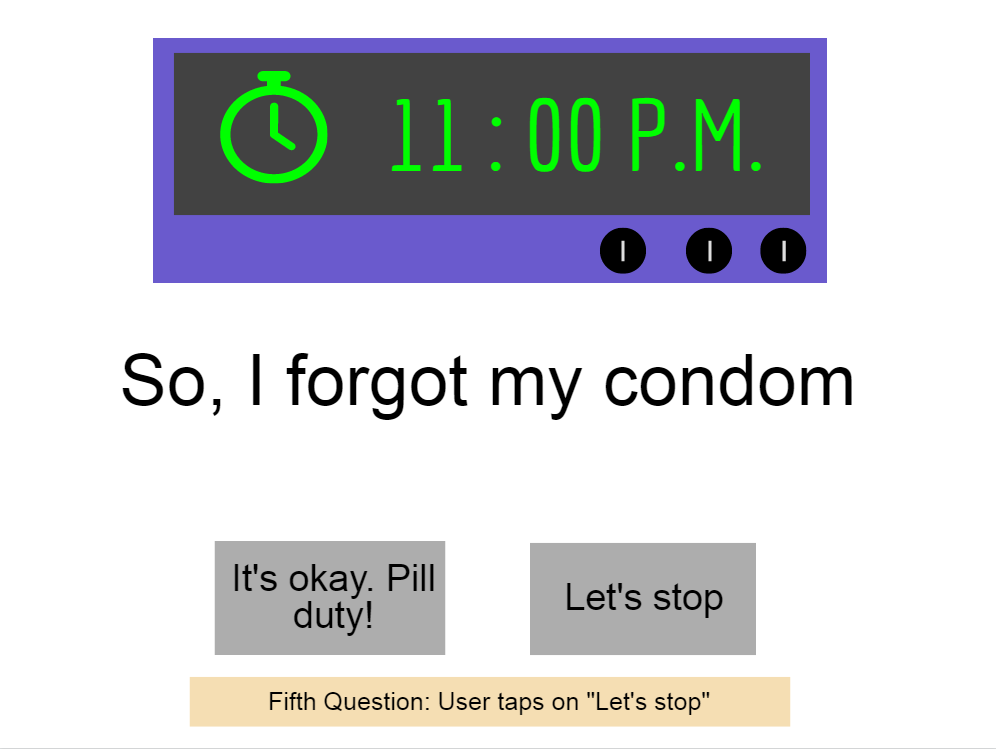 11 : 00 P.M.
So, I forgot my condom
It's okay. Pill
duty!
Let's stop
Fifth Question: User taps on "Let's stop"